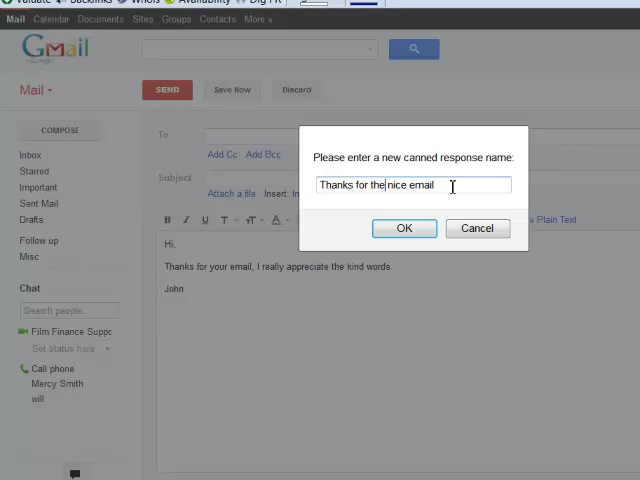 Validate Backlinks WhoIs Availability Dig PR
Mail Calendar Documents Sites Groups Contacts More
GMail
Mail
SEND Save Now Discard
COMPOSE
Inbox
Starred
Important
Sent Mail
Drafts
Follow up
Misc
Chat
Search people.
Film Finance Suppc
Set status here
Call phone
Mercy Smith
will
To
Add Cc Add Bcc
Subject
Attach a file Insert: In
B I U T T A Plain Text
Please enter a new canned response name:
Thanks for the nice email
OK Cancel
Hi,
Thanks for your email, I really appreciate the kind words
John